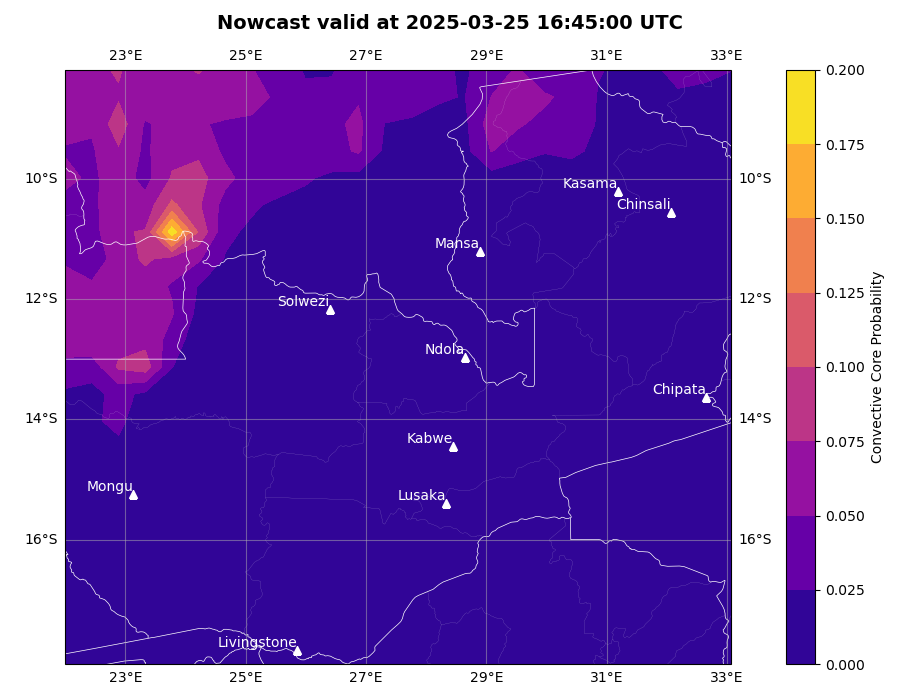 Nowcast valid at 2025-03-25 16:45:00 UTC
23°E 25°E 27°E 29°E 31°E 33°E
0.200
0.175
10°S Kasama 10°S
Chinsali
0.150
Mansa
12°S Solwezi 12°S
0.125
Ndola
0.100
Chipata
14°S 14°S
Kabwe
0.075
Mongu
Lusaka
0.050
16°S 16°S
0.025
Livingstone
0.000
23°E 25°E 27°E 29°E 31°E 33°E
Convective Core Probability